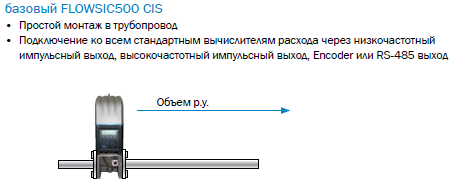 базовый FLOWSIC500 CIS
• Простой монтаж в трубопровод
• Подключение ко всем стандартным вычислителям расхода через низкочастотный
импульсный выход, высокочастотный импульсный выход, Encoder или RS-485 выход
Объем р.у.